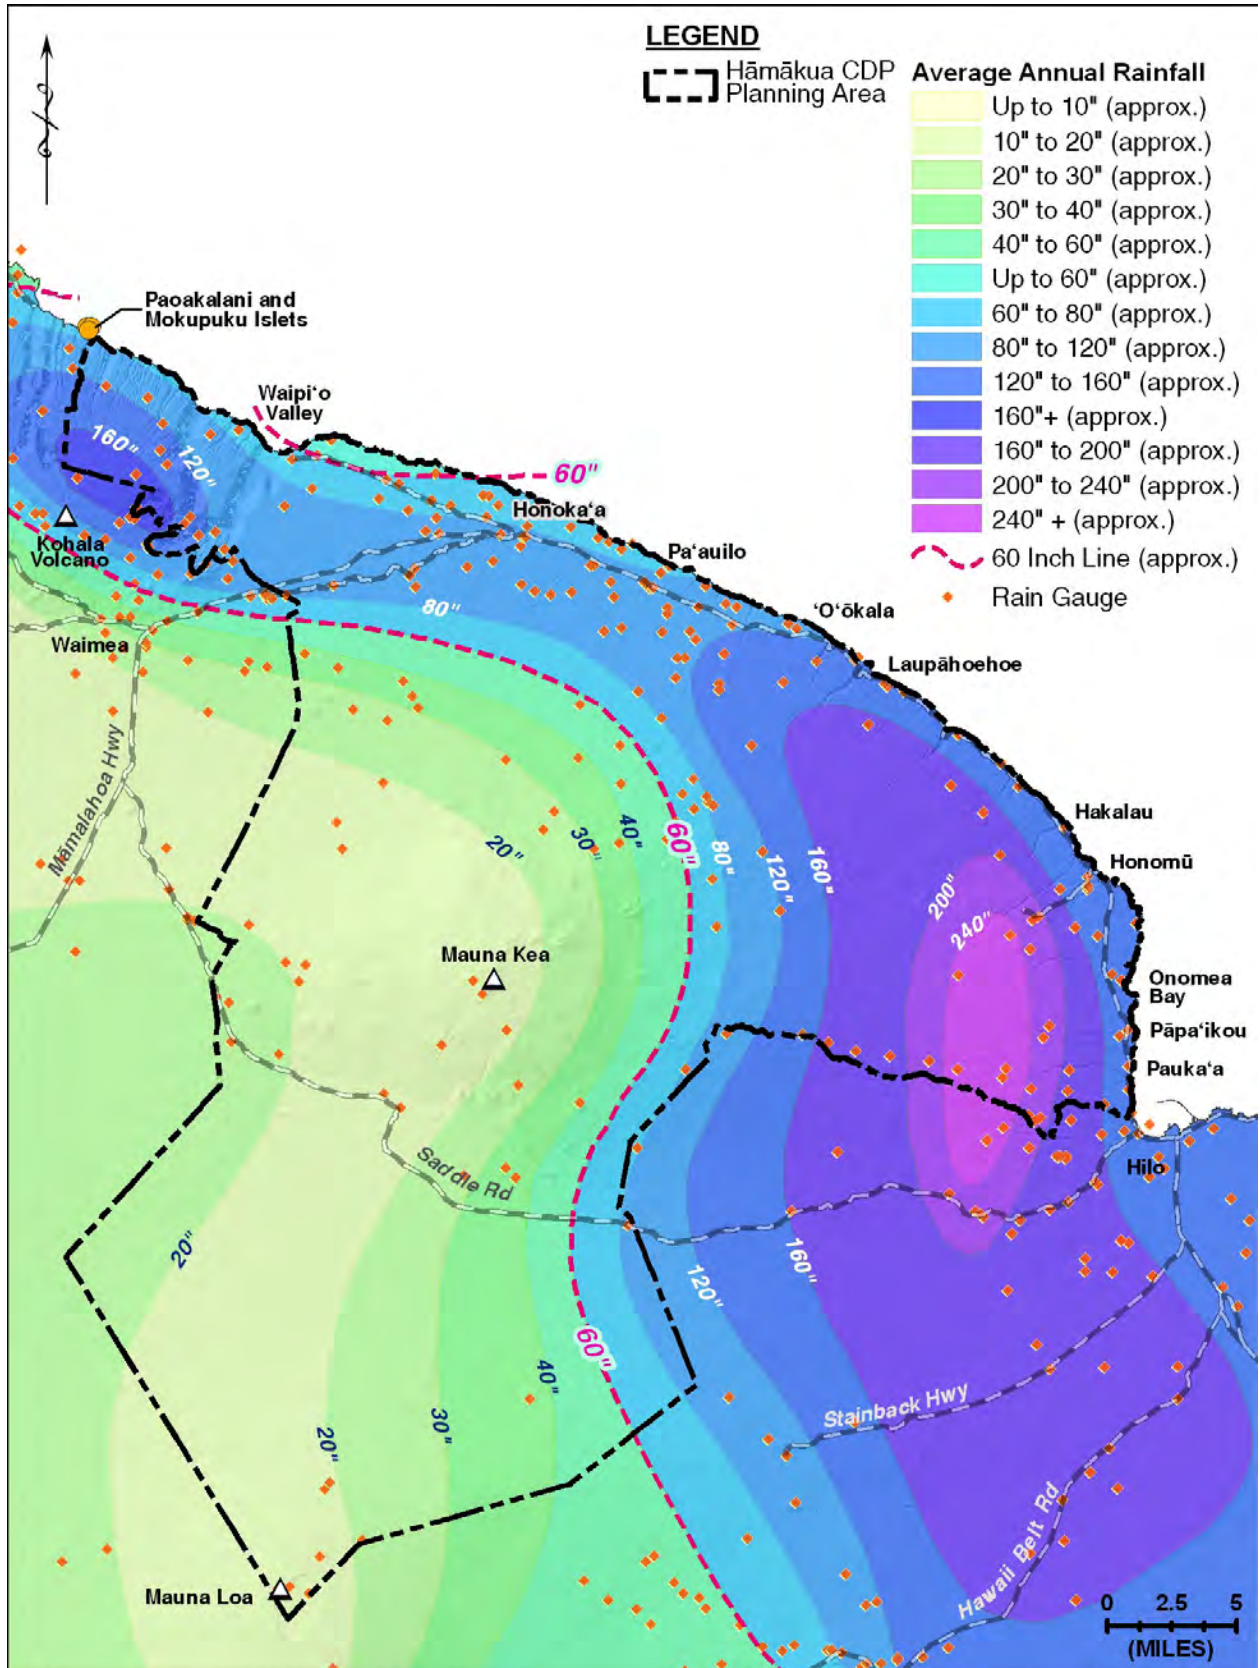 LEGEND
Hāmākua CDP
Planning Area
Average Annual Rainfall
Up to 10" (approx.)
10" to 20" (approx.)
20" to 30" (approx.)
30" to 40" (approx.)
40" to 60" (approx.)
Up to 60" (approx.)
60" to 80" (approx.)
80" to 120" (approx.)
120" to 160" (approx.)
160"+ (approx.)
160" to 200" (approx.)
200" to 240" (approx.)
240" + (approx.)
60 Inch Line (approx.)
Rain Gauge
Paoakalani and
Mokupuku Islets
Waipi‘o
Valley
160"
120"
60"
Honoka‘a
Kohala
Volcano
Pa‘auilo
80"
‘O‘ōkala
Waimea
Laupāhoehoe
Māmalahoa Hwy
Hakalau
20"
30"
40"
60"
80"
120"
160"
200"
240"
Honomū
Mauna Kea
Onomea
Bay
Pāpa‘ikou
Pauka‘a
Saddle Rd
Hilo
20"
120"
160"
60"
40"
30"
20"
Stainback Hwy
Hawaii Belt Rd
Mauna Loa
0 2.5 5
(MILES)